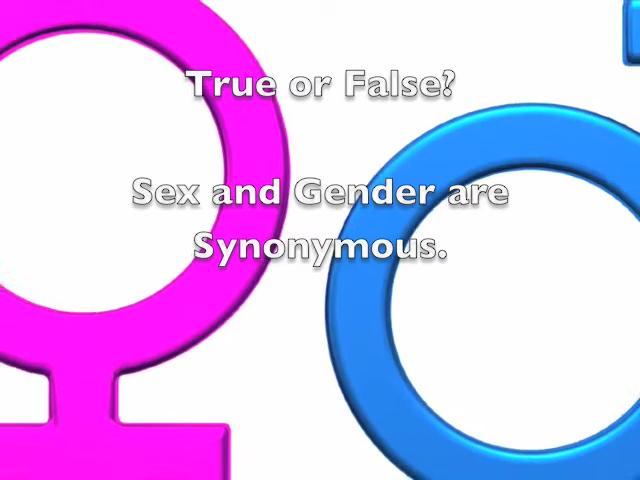 True or False?
Sex and Gender are
Synonymous.